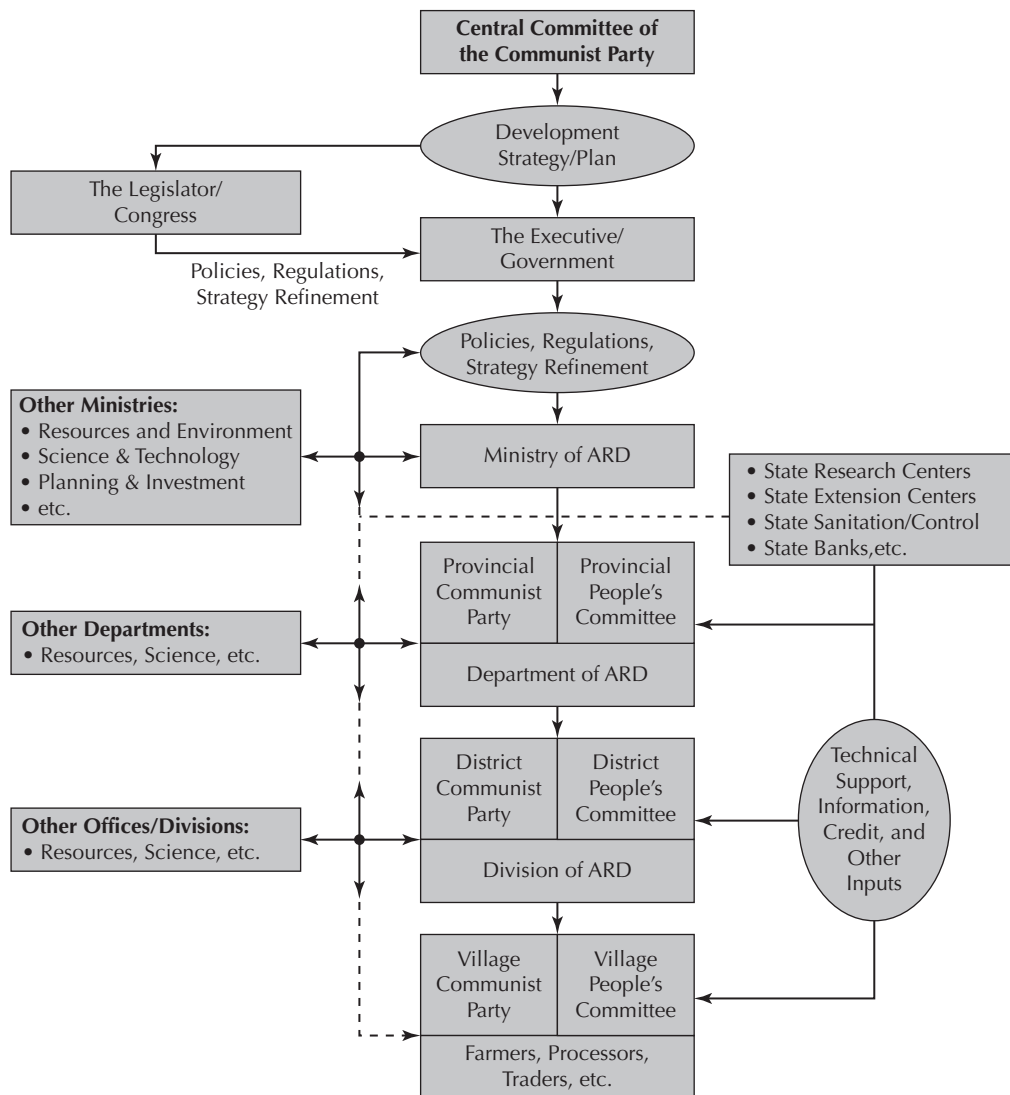 Central Committee of
the Communist Party
Development
Strategy/Plan
The Legislator/
Congress
The Executive/
Government
Policies, Regulations,
Strategy Refinement
Policies, Regulations,
Strategy Refinement
Other Ministries:
• Resources and Environment
• Science & Technology
• Planning & Investment
• etc.
Ministry of ARD
• State Research Centers
• State Extension Centers
• State Sanitation/Control
• State Banks,etc.
Provincial
Communist
Party
Provincial
People's
Committee
Other Departments:
• Resources, Science, etc.
Department of ARD
District
Communist
Party
District
People's
Committee
Technical
Support,
Information,
Credit, and
Other
Inputs
Other Offices/Divisions:
• Resources, Science, etc.
Division of ARD
Village
Communist
Party
Village
People's
Committee
Farmers, Processors,
Traders, etc.